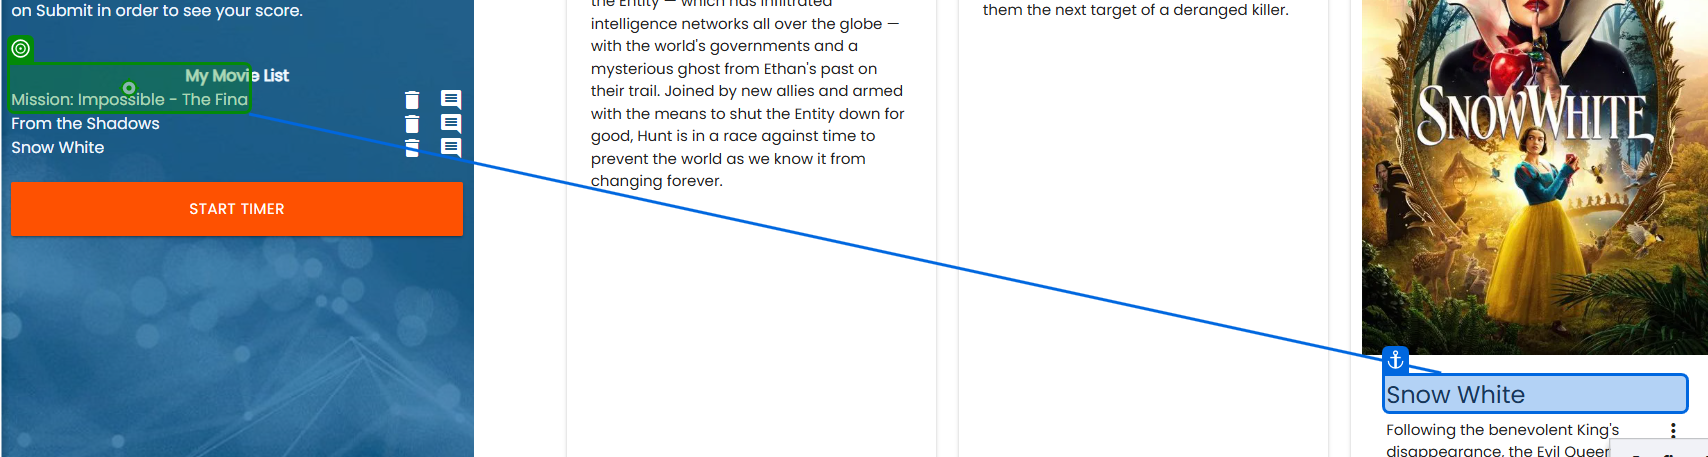 on Submit in order to see your score.
My Movie List
Mission: Impossible - The Fina
From the Shadows
Snow White
START TIMER
intelligence networks all over the globe —
with the world's governments and a
mysterious ghost from Ethan's past on
their trail. Joined by new allies and armed
with the means to shut the Entity down for
good, Hunt is in a race against time to
prevent the world as we know it from
changing forever.
them the next target of a deranged killer.
SNOW WHITE
Snow White
Following the benevolent King's
disappearance, the Evil Queen